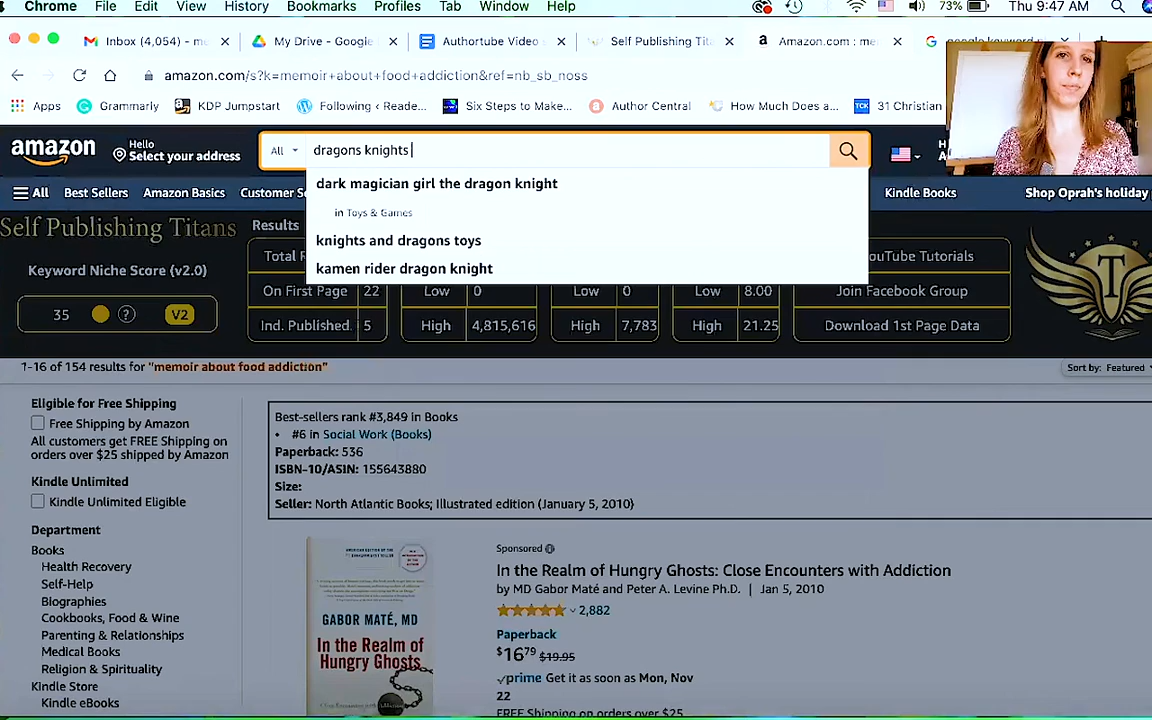 Chrome File Edit View History Bookmarks Profiles Tab Window Help 73% Thu 9:47 AM
Inbox (4,054) - me My Drive - Google Authortube Video Self Publishing Tit Amazon.com : me
amazon.com/s?k=memoir+about+food+addiction&ref=nb_sb_noss
Apps Grammarly KDP Jumpstart Following ‹ Reade... Six Steps to Make... Author Central How Much Does a... TCK 31 Christian
amazon Hello
Select your address
All dragons knights
All Best Sellers Amazon Basics Customer Se Kindle Books Shop Oprah's holiday
dark magician girl the dragon knight
in Toys & Games
knights and dragons toys
kamen rider dragon knight
Self Publishing Titans
Keyword Niche Score (v2.0)
35 ? V2
Results
Total R
On First Page 22
Ind. Published. 5
Low 0
High 4,815,616
Low 0
High 7,783
Low 8.00
High 21.25
ouTube Tutorials
Join Facebook Group
Download 1st Page Data
1-16 of 154 results for "memoir about food addiction"
Sort by: Featured
Eligible for Free Shipping
Free Shipping by Amazon
All customers get FREE Shipping on
orders over $25 shipped by Amazon
Kindle Unlimited
Kindle Unlimited Eligible
Department
Books
Health Recovery
Self-Help
Biographies
Cookbooks, Food & Wine
Parenting & Relationships
Medical Books
Religion & Spirituality
Kindle Store
Kindle eBooks
Best-sellers rank #3,849 in Books
• #6 in Social Work (Books)
Paperback: 536
ISBN-10/ASIN: 155643880
Size:
Seller: North Atlantic Books; Illustrated edition (January 5, 2010)
GABOR MATÉ, MD
In the Realm of
Hungry Ghosts
Sponsored
In the Realm of Hungry Ghosts: Close Encounters with Addiction
by MD Gabor Maté and Peter A. Levine Ph.D. | Jan 5, 2010
2,882
Paperback
$16 79 $19.95
prime Get it as soon as Mon, Nov
22
FREE Shipping on orders over $25